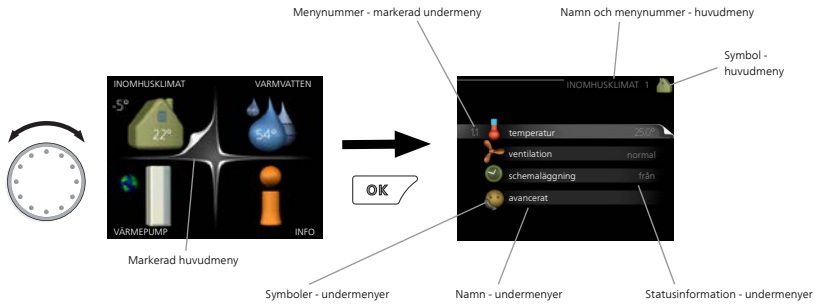 Menynummer - markerad undermeny
Namn och menynummer - huvudmeny
Symbol -
huvudmeny
INOMHUSKLIMAT
VARMVATTEN
-5°
22°
54°
VÄRMEPUMP
INFO
Markerad huvudmeny
OK
INOMHUSKLIMAT 1
1.1 temperatur 25.0°
ventilation normal
schemaläggning från
avancerat
Symboler - undermenyer
Namn - undermenyer
Statusinformation - undermenyer